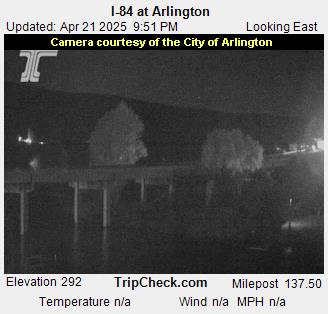 I-84 at Arlington
Updated: Apr 21 2025 9:51 PM Looking East
Camera courtesy of the City of Arlington
Elevation 292 TripCheck.com Milepost 137.50
Temperature n/a Wind n/a MPH n/a